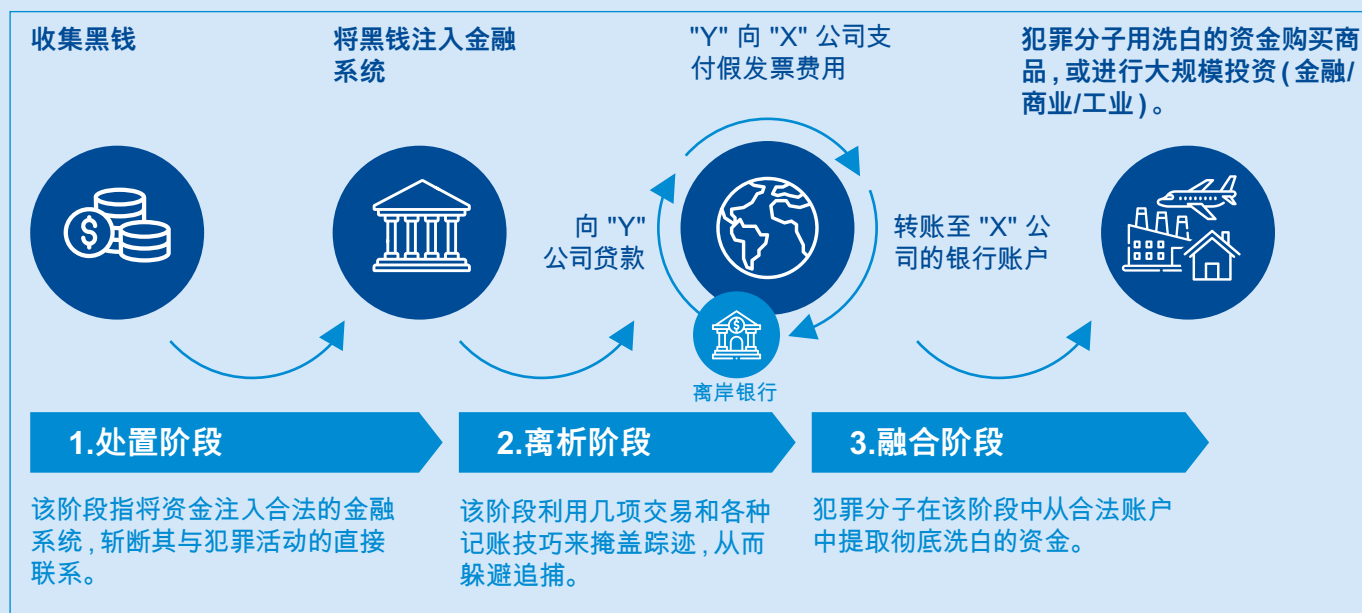 收集黑钱
将黑钱注入金融
系统
"Y" 向 "X" 公司支
付假发票费用
犯罪分子用洗白的资金购买商
品,或进行大规模投资(金融/
商业/工业)。
向 "Y"
公司贷款
转账至 "X" 公
司的银行账户
离岸银行
1.处置阶段
2.离析阶段
3.融合阶段
该阶段指将资金注入合法的金融
系统,斩断其与犯罪活动的直接
联系。
该阶段利用几项交易和各种
记账技巧来掩盖踪迹,从而
躲避追捕。
犯罪分子在该阶段中从合法账户
中提取彻底洗白的资金。